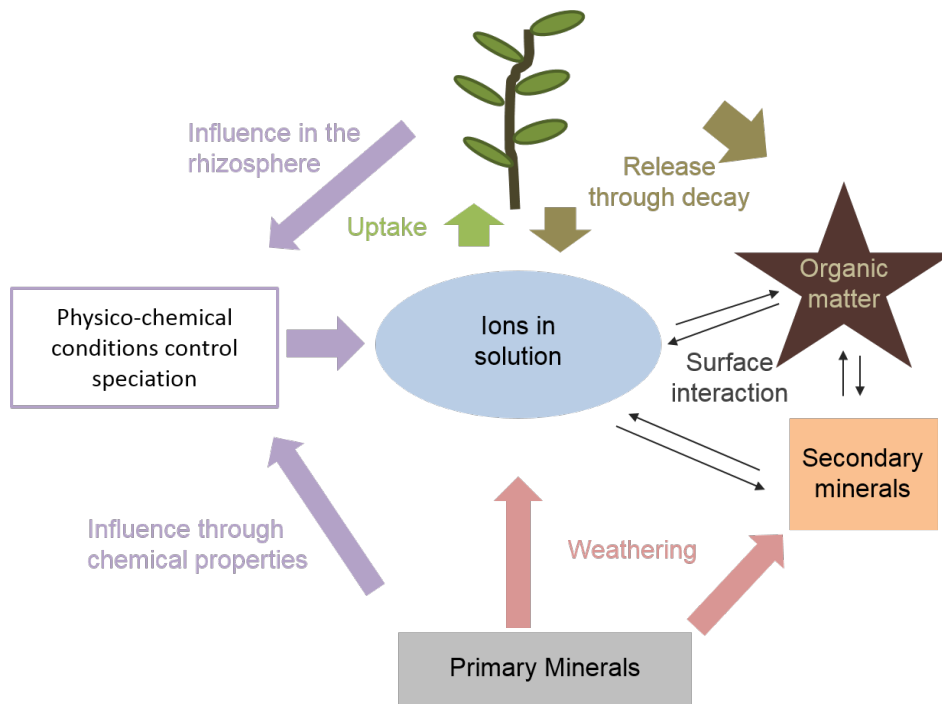 Influence in the
rhizosphere
Release
through decay
Uptake
Organic
matter
Physico-chemical
conditions control
speciation
Ions in
solution
Surface
interaction
Secondary
minerals
Influence through
chemical properties
Weathering
Primary Minerals